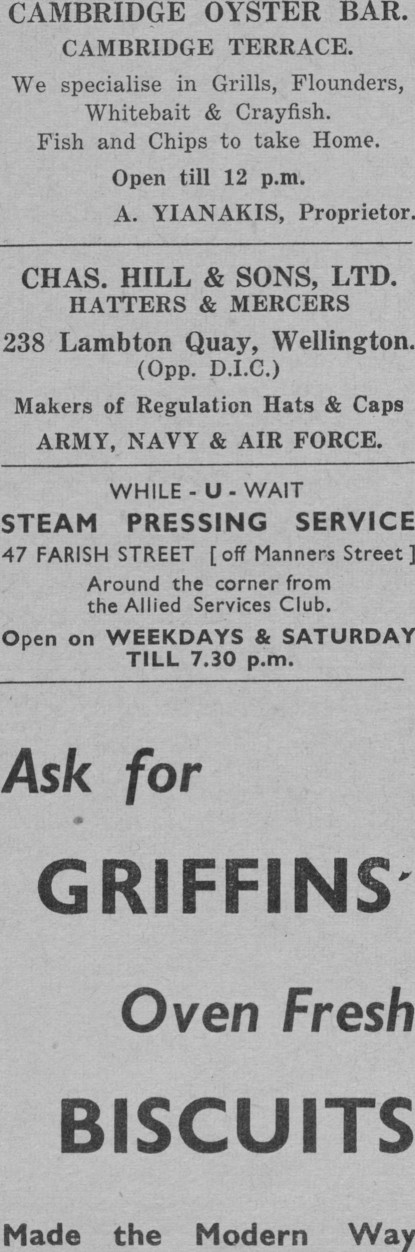 CAMBRIDGE OYSTER BAR.
CAMBRIDGE TERRACE.
We specialise in Grills, Flounders,
Whitebait & Crayfish.
Fish and Chips to take Home.
Open till 12 p.m.
A. YIANAKIS, Proprietor.
CHAS. HILL & SONS, LTD.
HATTERS & MERCERS
238 Lambton Quay, Wellington.
(Opp. D.I.C.)
Makers of Regulation Hats & Caps
ARMY, NAVY & AIR FORCE.
WHILE - U - WAIT
STEAM PRESSING SERVICE
47 FARISH STREET [ off Manners Street ]
Around the corner from
the Allied Services Club.
Open on WEEKDAYS & SATURDAY
TILL 7.30 p.m.
Ask for
GRIFFINS'
Oven Fresh
BISCUITS
Made the Modern Way